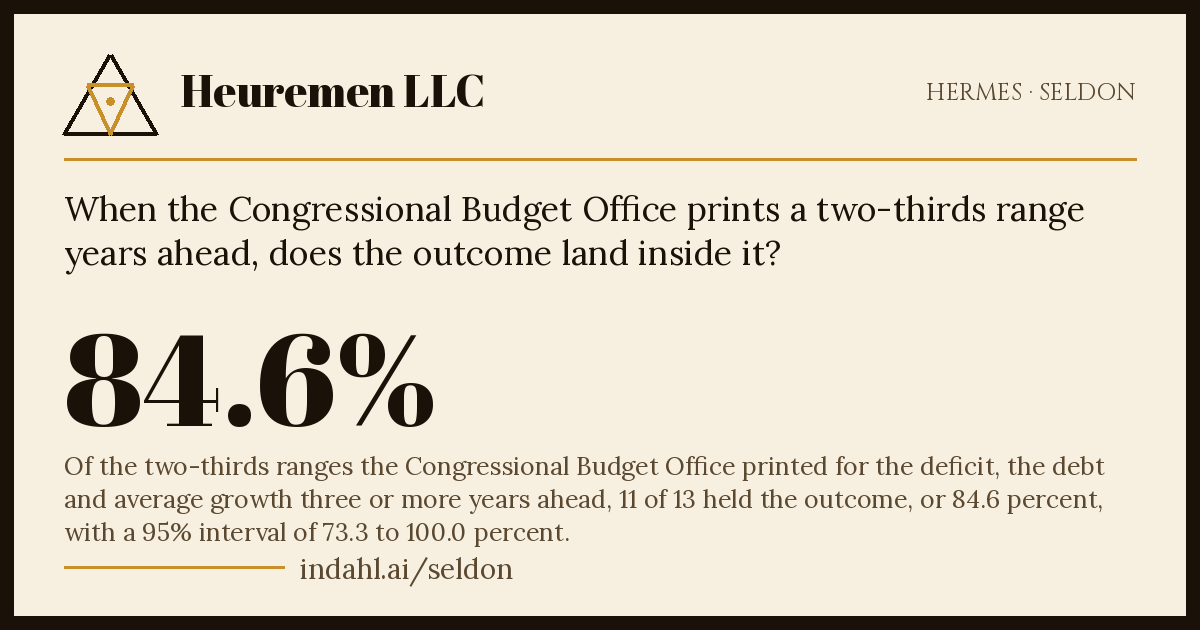 Heuremen LLC
HERMES · SELDON
When the Congressional Budget Office prints a two-thirds range
years ahead, does the outcome land inside it?
84.6%
Of the two-thirds ranges the Congressional Budget Office printed for the deficit, the debt
and average growth three or more years ahead, 11 of 13 held the outcome, or 84.6 percent,
with a 95% interval of 73.3 to 100.0 percent.
indahl.ai/seldon